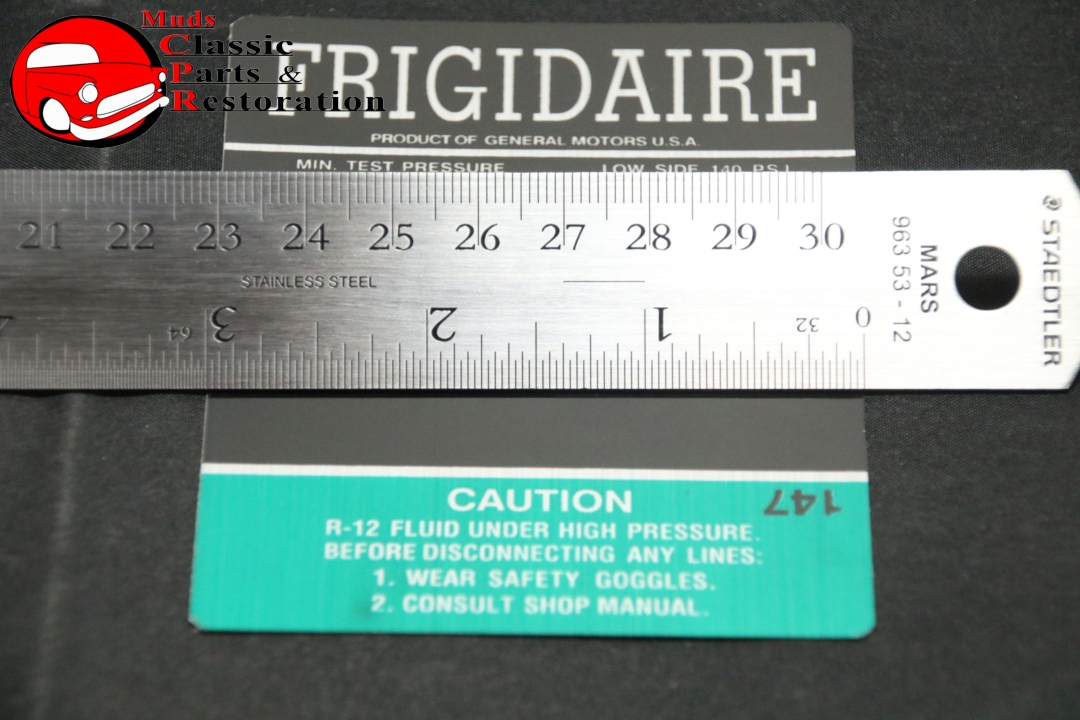 Muds
Classic
Parts &
Restoration
FRIGIDAIRE
PRODUCT OF GENERAL MOTORS U.S.A.
MIN. TEST PRESSURE LOW SIDE 140 P.S.I.
21 22 23 24 25 26 27 28 29 30
STAINLESS STEEL
64 3 2 1 32 0
963 53 - 12
MARS
STAEDTLER
CAUTION
147
R-12 FLUID UNDER HIGH PRESSURE.
BEFORE DISCONNECTING ANY LINES:
1. WEAR SAFETY GOGGLES.
2. CONSULT SHOP MANUAL.